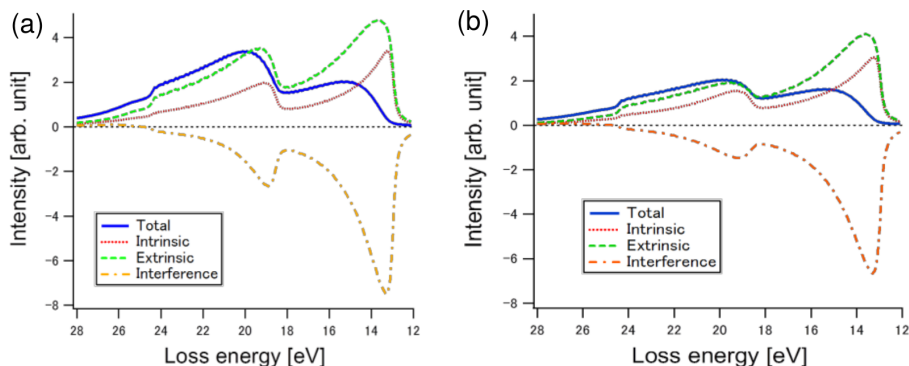 (a)
Intensity [arb. unit]
4
2
0
-2
-4
-6
-8
Total
Intrinsic
Extrinsic
Interference
28 26 24 22 20 18 16 14 12
Loss energy [eV]
(b)
Intensity [arb. unit]
4
2
0
-2
-4
-6
-8
Total
Intrinsic
Extrinsic
Interference
28 26 24 22 20 18 16 14 12
Loss energy [eV]